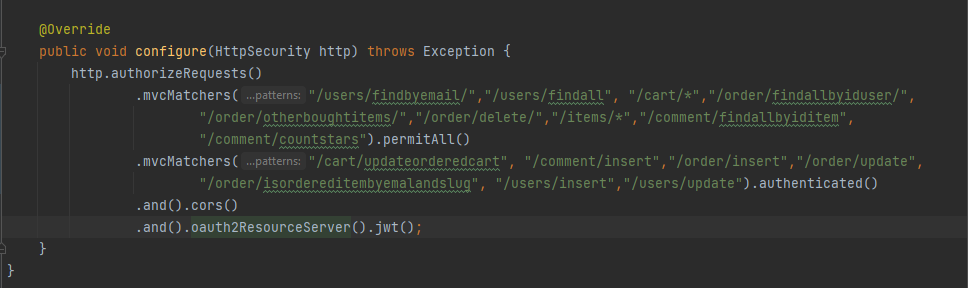 @Override
public void configure(HttpSecurity http) throws Exception {
http.authorizeRequests()
.mvcMatchers( ...patterns: "/users/findbyemail/","/users/findall", "/cart/*","/order/findallbyiduser/",
"/order/otherboughtitems/","/order/delete/","/items/*","/comment/findallbyiditem",
"/comment/countstars").permitAll()
.mvcMatchers( ...patterns: "/cart/updateorderedcart", "/comment/insert","/order/insert","/order/update",
"/order/isordereditembyemalandslug", "/users/insert","/users/update").authenticated()
.and().cors()
.and().oauth2ResourceServer().jwt();
}
}